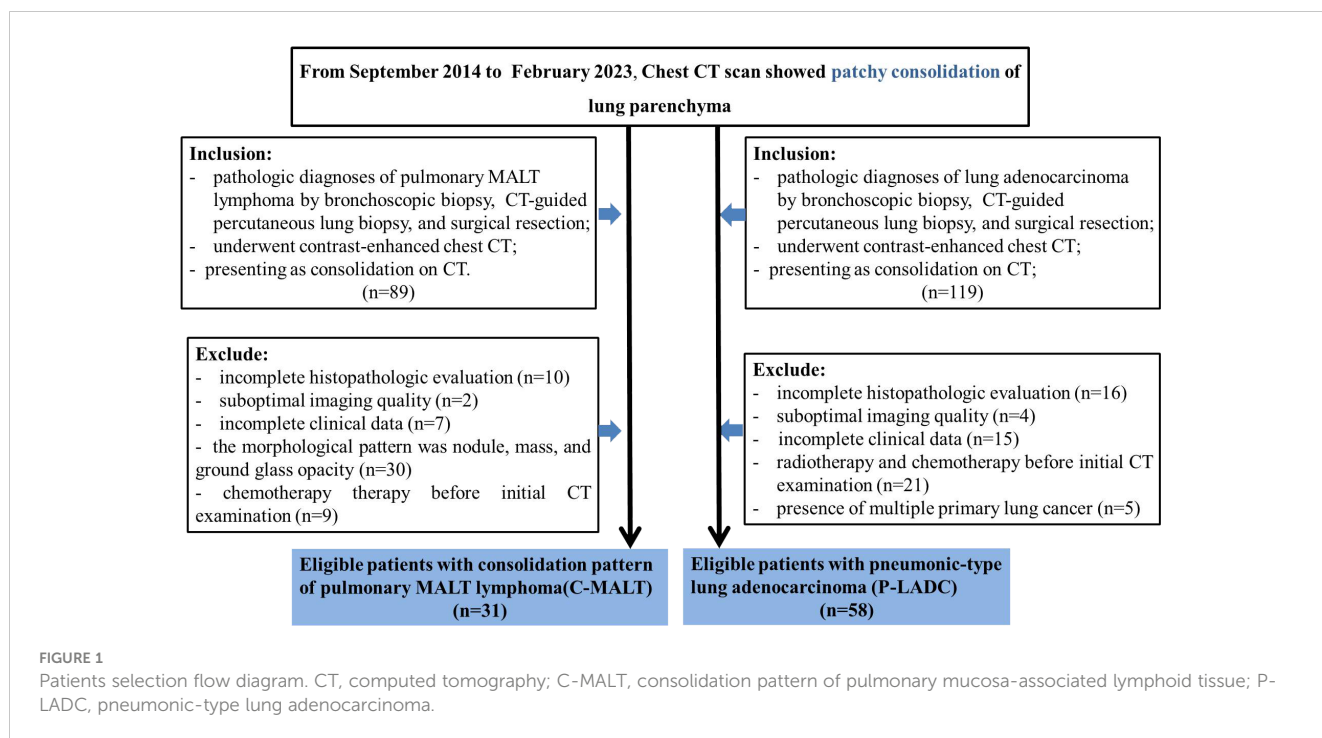 From September 2014 to February 2023, Chest CT scan showed patchy consolidation of
lung parenchyma
Inclusion:
- pathologic diagnoses of pulmonary MALT
lymphoma by bronchoscopic biopsy, CT-guided
percutaneous lung biopsy, and surgical resection;
- underwent contrast-enhanced chest CT;
- presenting as consolidation on CT.
(n=89)
Inclusion:
- pathologic diagnoses of lung adenocarcinoma
by bronchoscopic biopsy, CT-guided
percutaneous lung biopsy, and surgical resection;
- underwent contrast-enhanced chest CT;
- presenting as consolidation on CT;
(n=119)
Exclude:
- incomplete histopathologic evaluation (n=10)
- suboptimal imaging quality (n=2)
- incomplete clinical data (n=7)
- the morphological pattern was nodule, mass, and
ground glass opacity (n=30)
- chemotherapy therapy before initial CT
examination (n=9)
Exclude:
- incomplete histopathologic evaluation (n=16)
- suboptimal imaging quality (n=4)
- incomplete clinical data (n=15)
- radiotherapy and chemotherapy before initial CT
examination (n=21)
- presence of multiple primary lung cancer (n=5)
Eligible patients with consolidation pattern
of pulmonary MALT lymphoma(C-MALT)
(n=31)
Eligible patients with pneumonic-type
lung adenocarcinoma (P-LADC)
(n=58)
FIGURE 1
Patients selection flow diagram. CT, computed tomography; C-MALT, consolidation pattern of pulmonary mucosa-associated lymphoid tissue; P-
LADC, pneumonic-type lung adenocarcinoma.